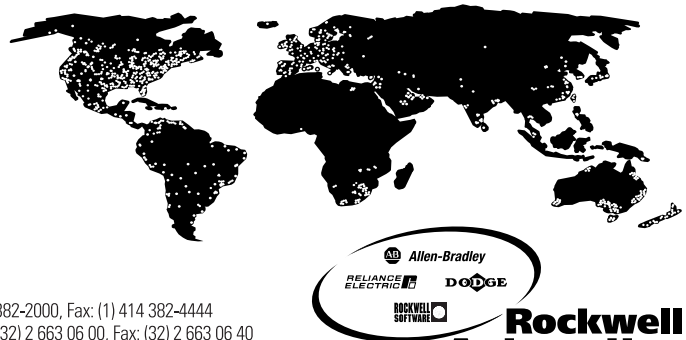 AB Allen-Bradley
RELIANCE ELECTRIC
DODGE
ROCKWELL SOFTWARE
Rockwell
382-2000, Fax: (1) 414 382-4444
(32) 2 663 06 00, Fax: (32) 2 663 06 40